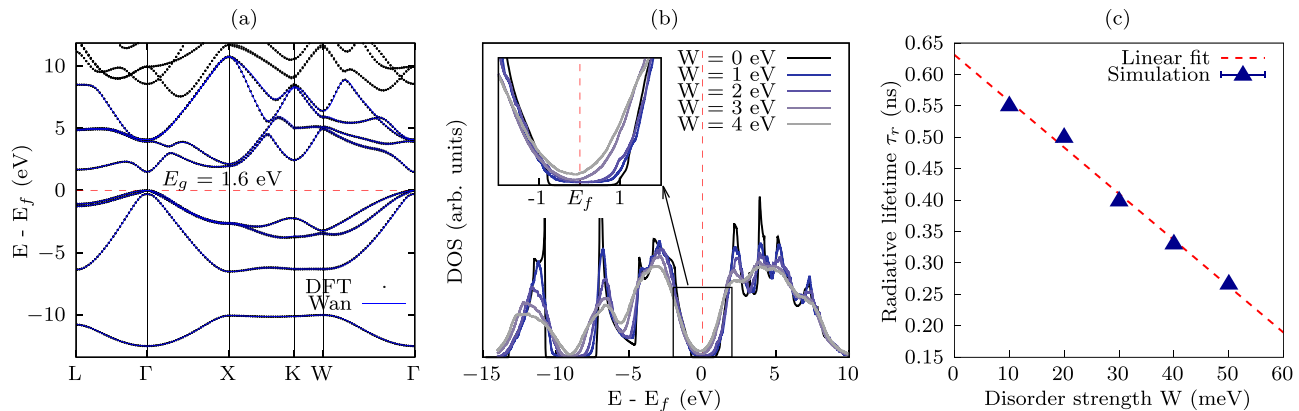 (a)
E - E_f (eV)
10
5
0
−5
−10
E_g = 1.6 eV
DFT
Wan
L Γ X K W Γ
(b)
DOS (arb. units)
W = 0 eV
W = 1 eV
W = 2 eV
W = 3 eV
W = 4 eV
-1 E_f 1
−15 −10 −5 0 5 10
E - E_f (eV)
(c)
Radiative lifetime τ_r (ns)
0.65
0.60
0.55
0.50
0.45
0.40
0.35
0.30
0.25
0.20
0.15
Linear fit
Simulation
0 10 20 30 40 50 60
Disorder strength W (meV)